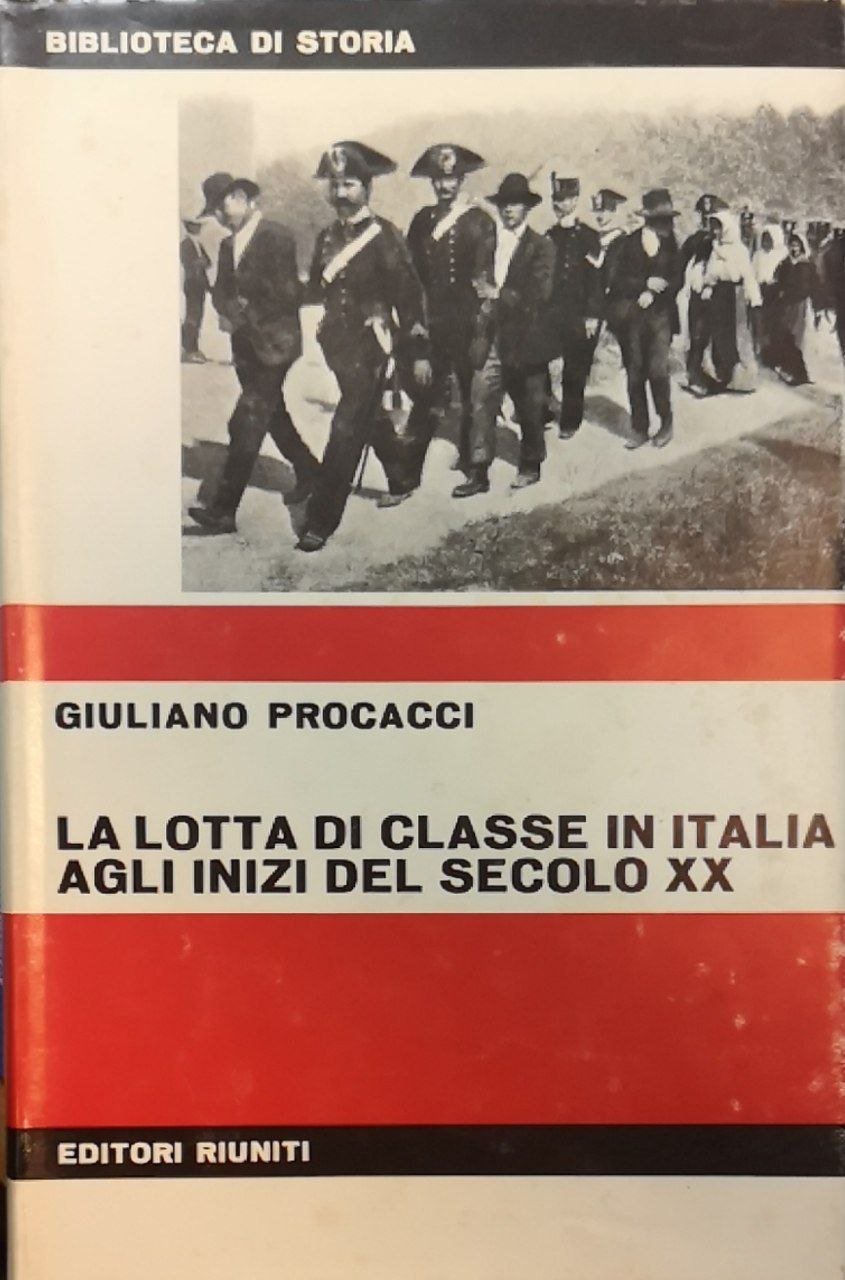 BIBLIOTECA DI STORIA
GIULIANO PROCACCI
LA LOTTA DI CLASSE IN ITALIA
AGLI INIZI DEL SECOLO XX
EDITORI RIUNITI